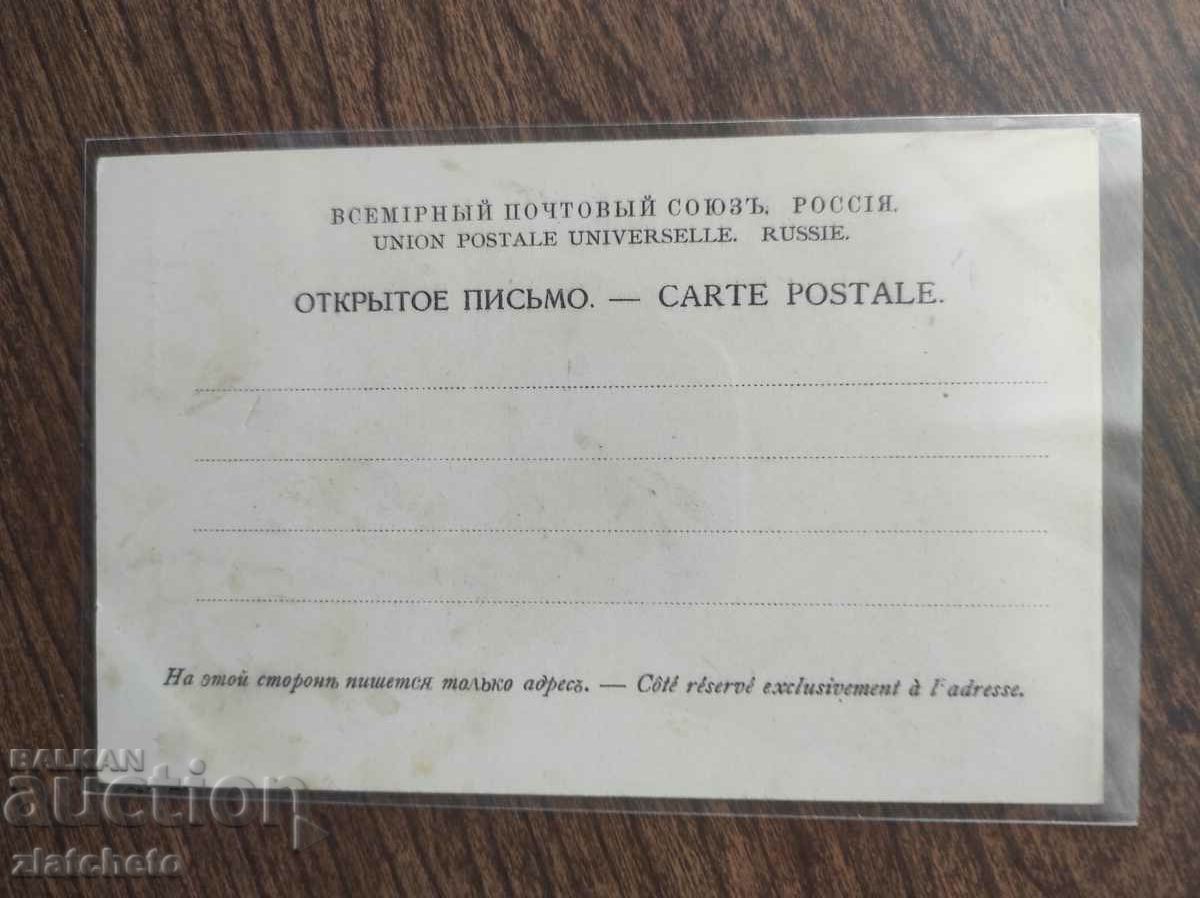 ВСЕМІРНЫЙ ПОЧТОВЫЙ СОЮЗЪ. РОССІЯ.
UNION POSTALE UNIVERSELLE. RUSSIE.
ОТКРЫТОЕ ПИСЬМО. — CARTE POSTALE.
На этой сторонѣ пишется только адресъ. — Côté réservé exclusivement à l'adresse.
BALKAN
auction
zlatcheto